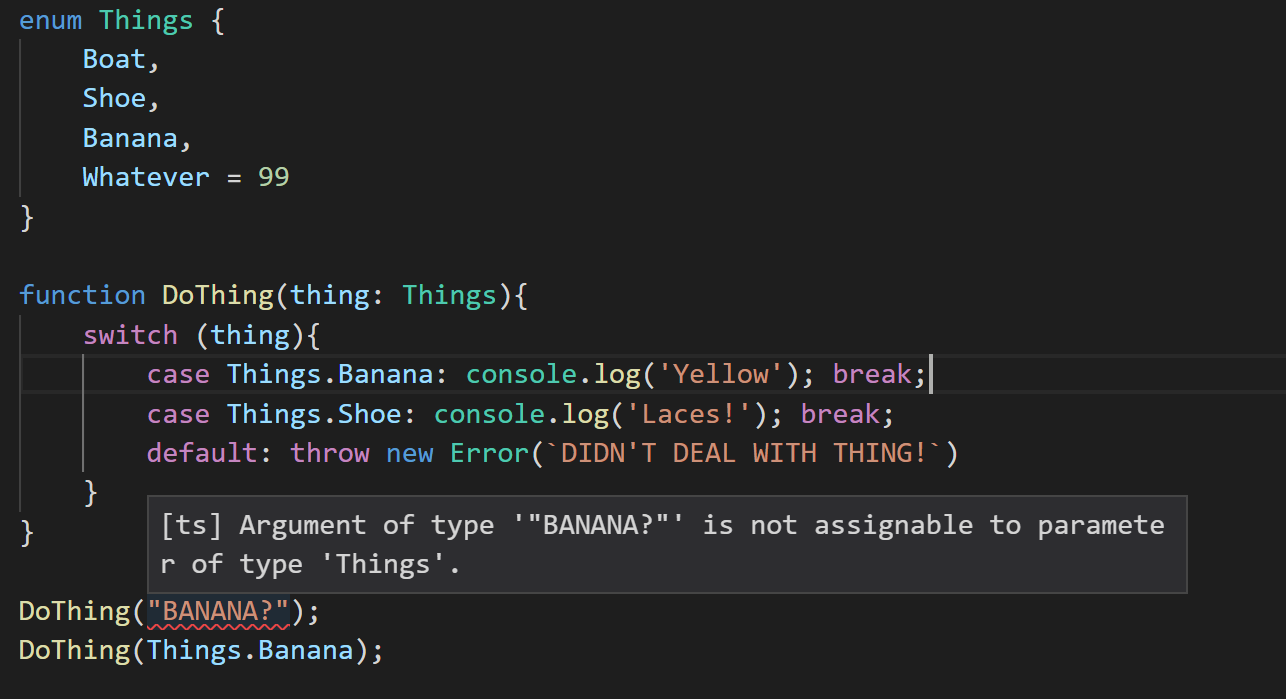 enum Things {
    Boat,
    Shoe,
    Banana,
    Whatever = 99
}
function DoThing(thing: Things){
    switch (thing){
        case Things.Banana: console.log('Yellow'); break;
        case Things.Shoe: console.log('Laces!'); break;
        default: throw new Error(`DIDN'T DEAL WITH THING!`)
    }
}
[ts] Argument of type '"BANANA?"' is not assignable to paramete
r of type 'Things'.
DoThing("BANANA?");
DoThing(Things.Banana);